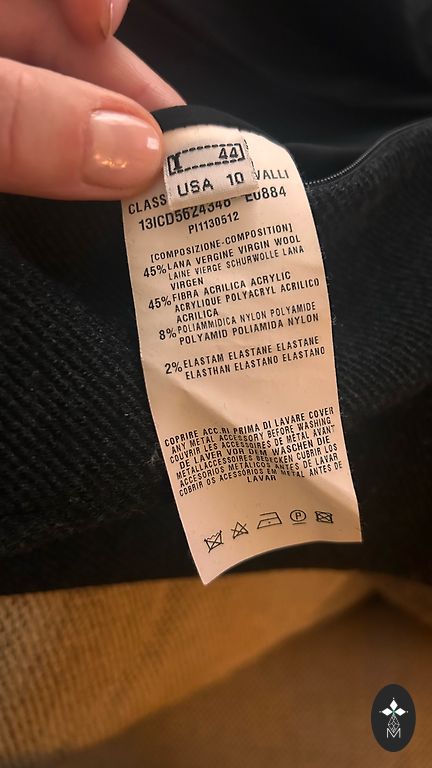 I 44
USA 10
CLASS VALLI
13ICD5624346 E0884
PI1130512
[COMPOSIZIONE-COMPOSITION]
45% LANA VERGINE VIRGIN WOOL
LAINE VIERGE SCHURWOLLE LANA
VIRGEN
45% FIBRA ACRILICA ACRYLIC
ACRYLIQUE POLYACRYL ACRILICO
ACRILICA
8% POLIAMMIDICA NYLON POLYAMIDE
POLYAMID POLIAMIDA NYLON
2% ELASTAM ELASTANE ELASTANE
ELASTHAN ELASTANO ELASTANO
COPRIRE ACC.RI PRIMA DI LAVARE COVER
ANY METAL ACCESSORY BEFORE WASHING
COUVRIR LES ACCESSOIRES DE METAL AVANT
DE LAVER VOR DEM WASCHEN DIE
METALLACCESSOIRES BEDECKEN CUBRIR LOS
ACCESORIOS METALICOS ANTES DE LAVAR
COBRIR OS ACESSORIOS EM METAL ANTES DE
LAVAR
P
M